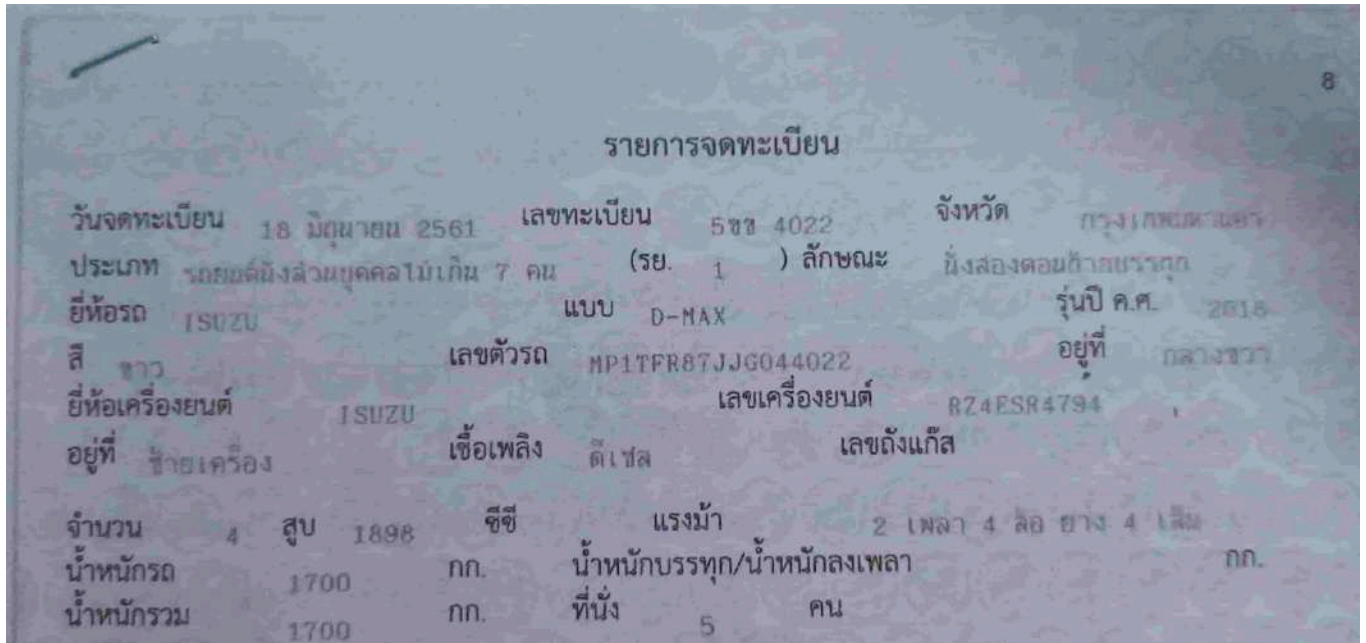 8
รายการจดทะเบียน
วันจดทะเบียน 18 มิถุนายน 2561 เลขทะเบียน 5ขข 4022 จังหวัด กรุงเทพมหานคร
ประเภท รถยนต์นั่งส่วนบุคคลไม่เกิน 7 คน (รย. 1 ) ลักษณะ นั่งสองตอนท้ายบรรทุก
ยี่ห้อรถ ISUZU แบบ D-MAX รุ่นปี ค.ศ. 2018
สี ขาว เลขตัวรถ MP1TFR87JJG044022 อยู่ที่ กลางขวา
ยี่ห้อเครื่องยนต์ ISUZU เลขเครื่องยนต์ RZ4ESR4794
อยู่ที่ ซ้ายเครื่อง เชื้อเพลิง ดีเซล เลขถังแก๊ส
จำนวน 4 สูบ 1898 ซีซี แรงม้า 2 เพลา 4 ล้อ ยาง 4 เส้น
น้ำหนักรถ 1700 กก. น้ำหนักบรรทุก/น้ำหนักลงเพลา กก.
น้ำหนักรวม 1700 กก. ที่นั่ง 5 คน